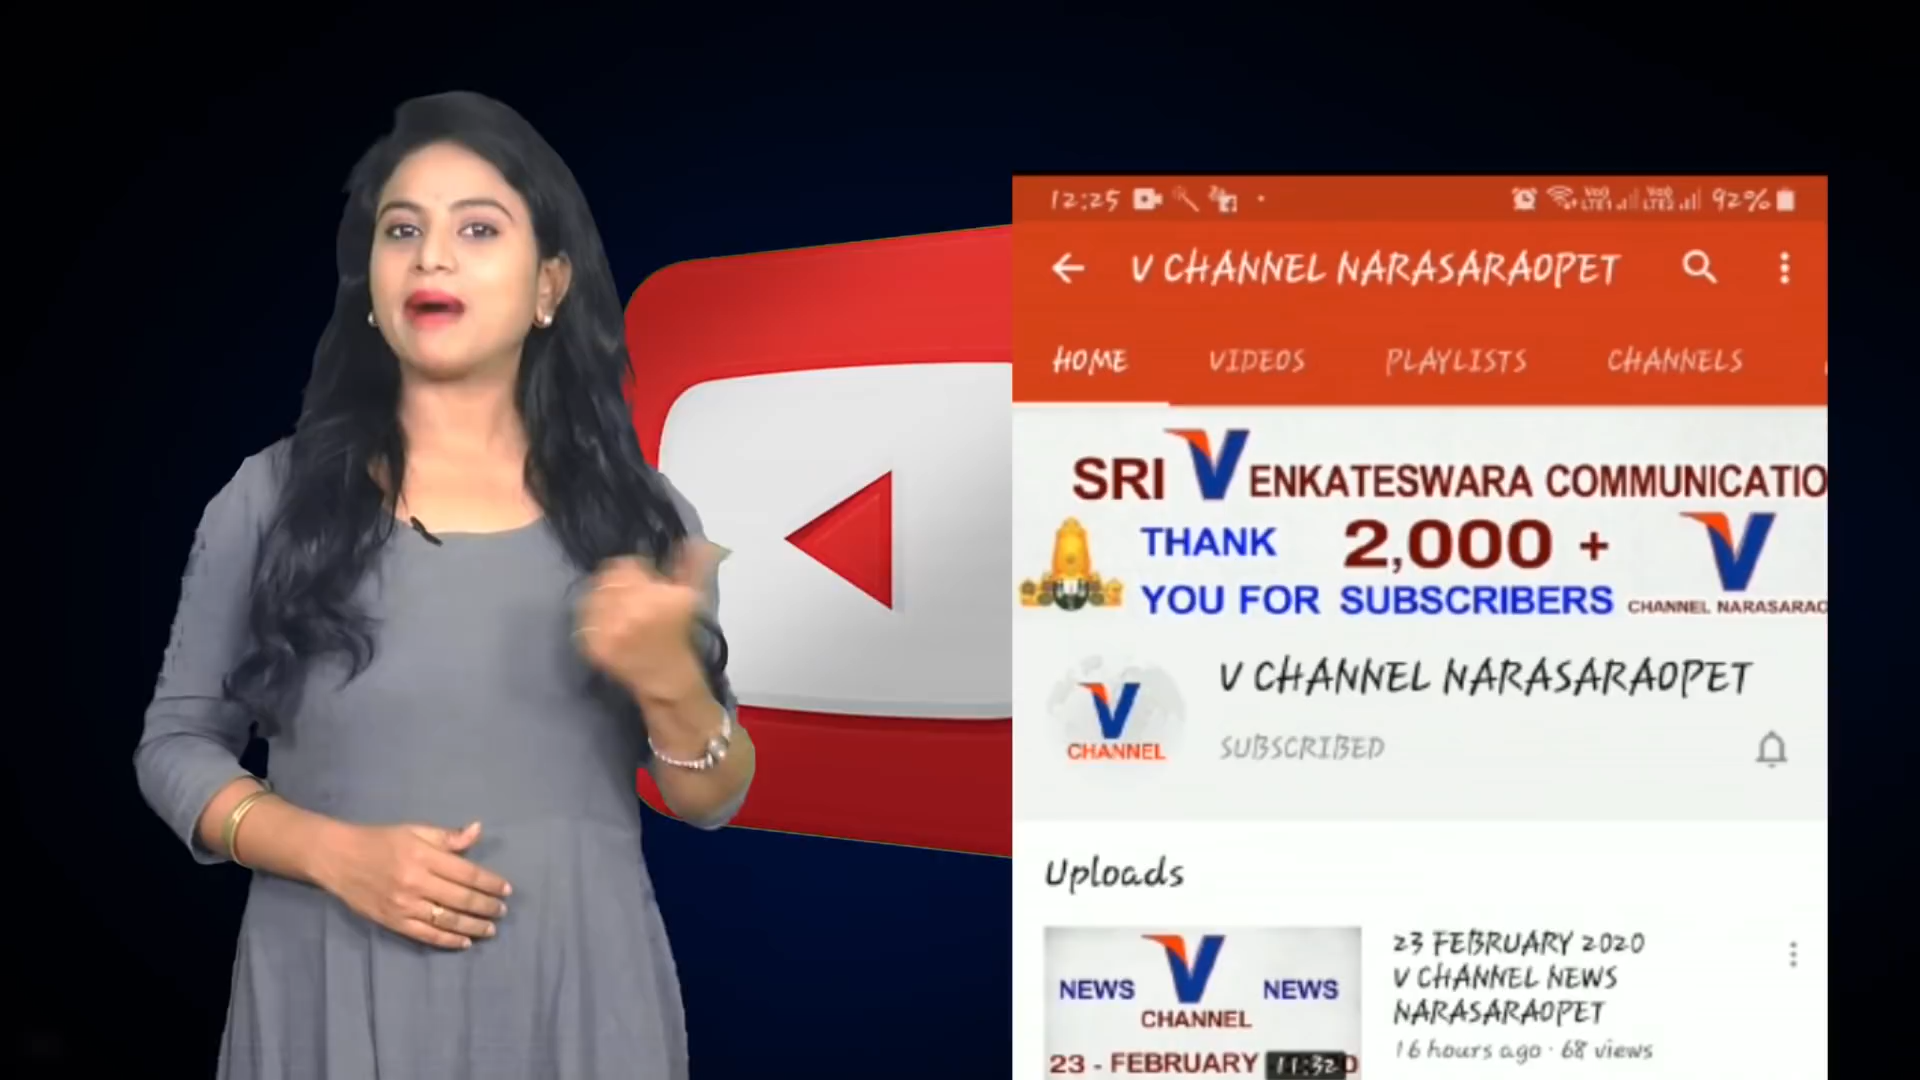 12:25
92%
V CHANNEL NARASARAOPET
HOME VIDEOS PLAYLISTS CHANNELS
SRI VENKATESWARA COMMUNICATIO
THANK YOU FOR
2,000 +
SUBSCRIBERS
V
CHANNEL NARASARAO
V
CHANNEL
V CHANNEL NARASARAOPET
SUBSCRIBED
Uploads
NEWS V NEWS
CHANNEL
23 - FEBRUARY
11:32
23 FEBRUARY 2020
V CHANNEL NEWS
NARASARAOPET
16 hours ago · 68 views